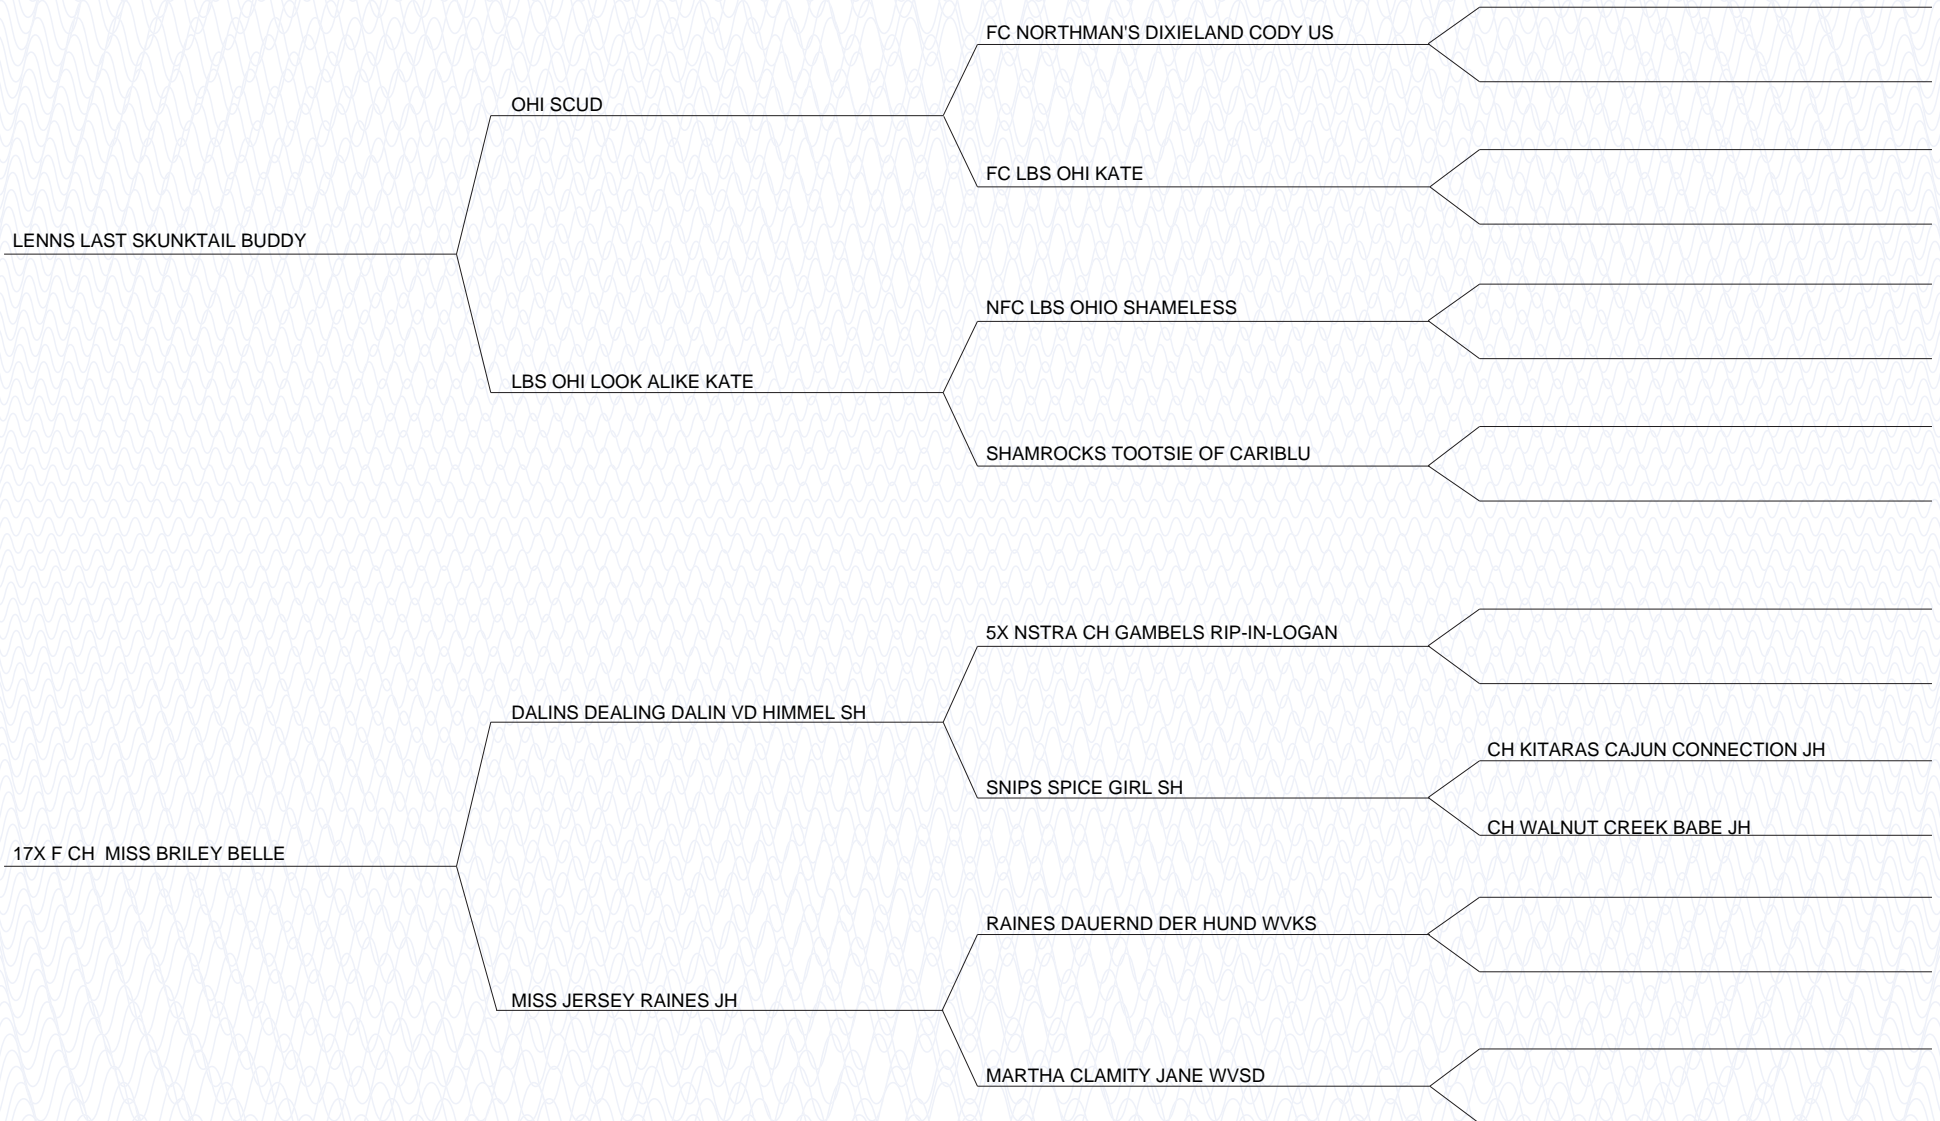 FC NORTHMAN'S DIXIELAND CODY US
OHI SCUD
FC LBS OHI KATE
LENNS LAST SKUNKTAIL BUDDY
NFC LBS OHIO SHAMELESS
LBS OHI LOOK ALIKE KATE
SHAMROCKS TOOTSIE OF CARIBLU
5X NSTRA CH GAMBELS RIP-IN-LOGAN
DALINS DEALING DALIN VD HIMMEL SH
CH KITARAS CAJUN CONNECTION JH
SNIPS SPICE GIRL SH
CH WALNUT CREEK BABE JH
17X F CH  MISS BRILEY BELLE
RAINES DAUERND DER HUND WVKS
MISS JERSEY RAINES JH
MARTHA CLAMITY JANE WVSD